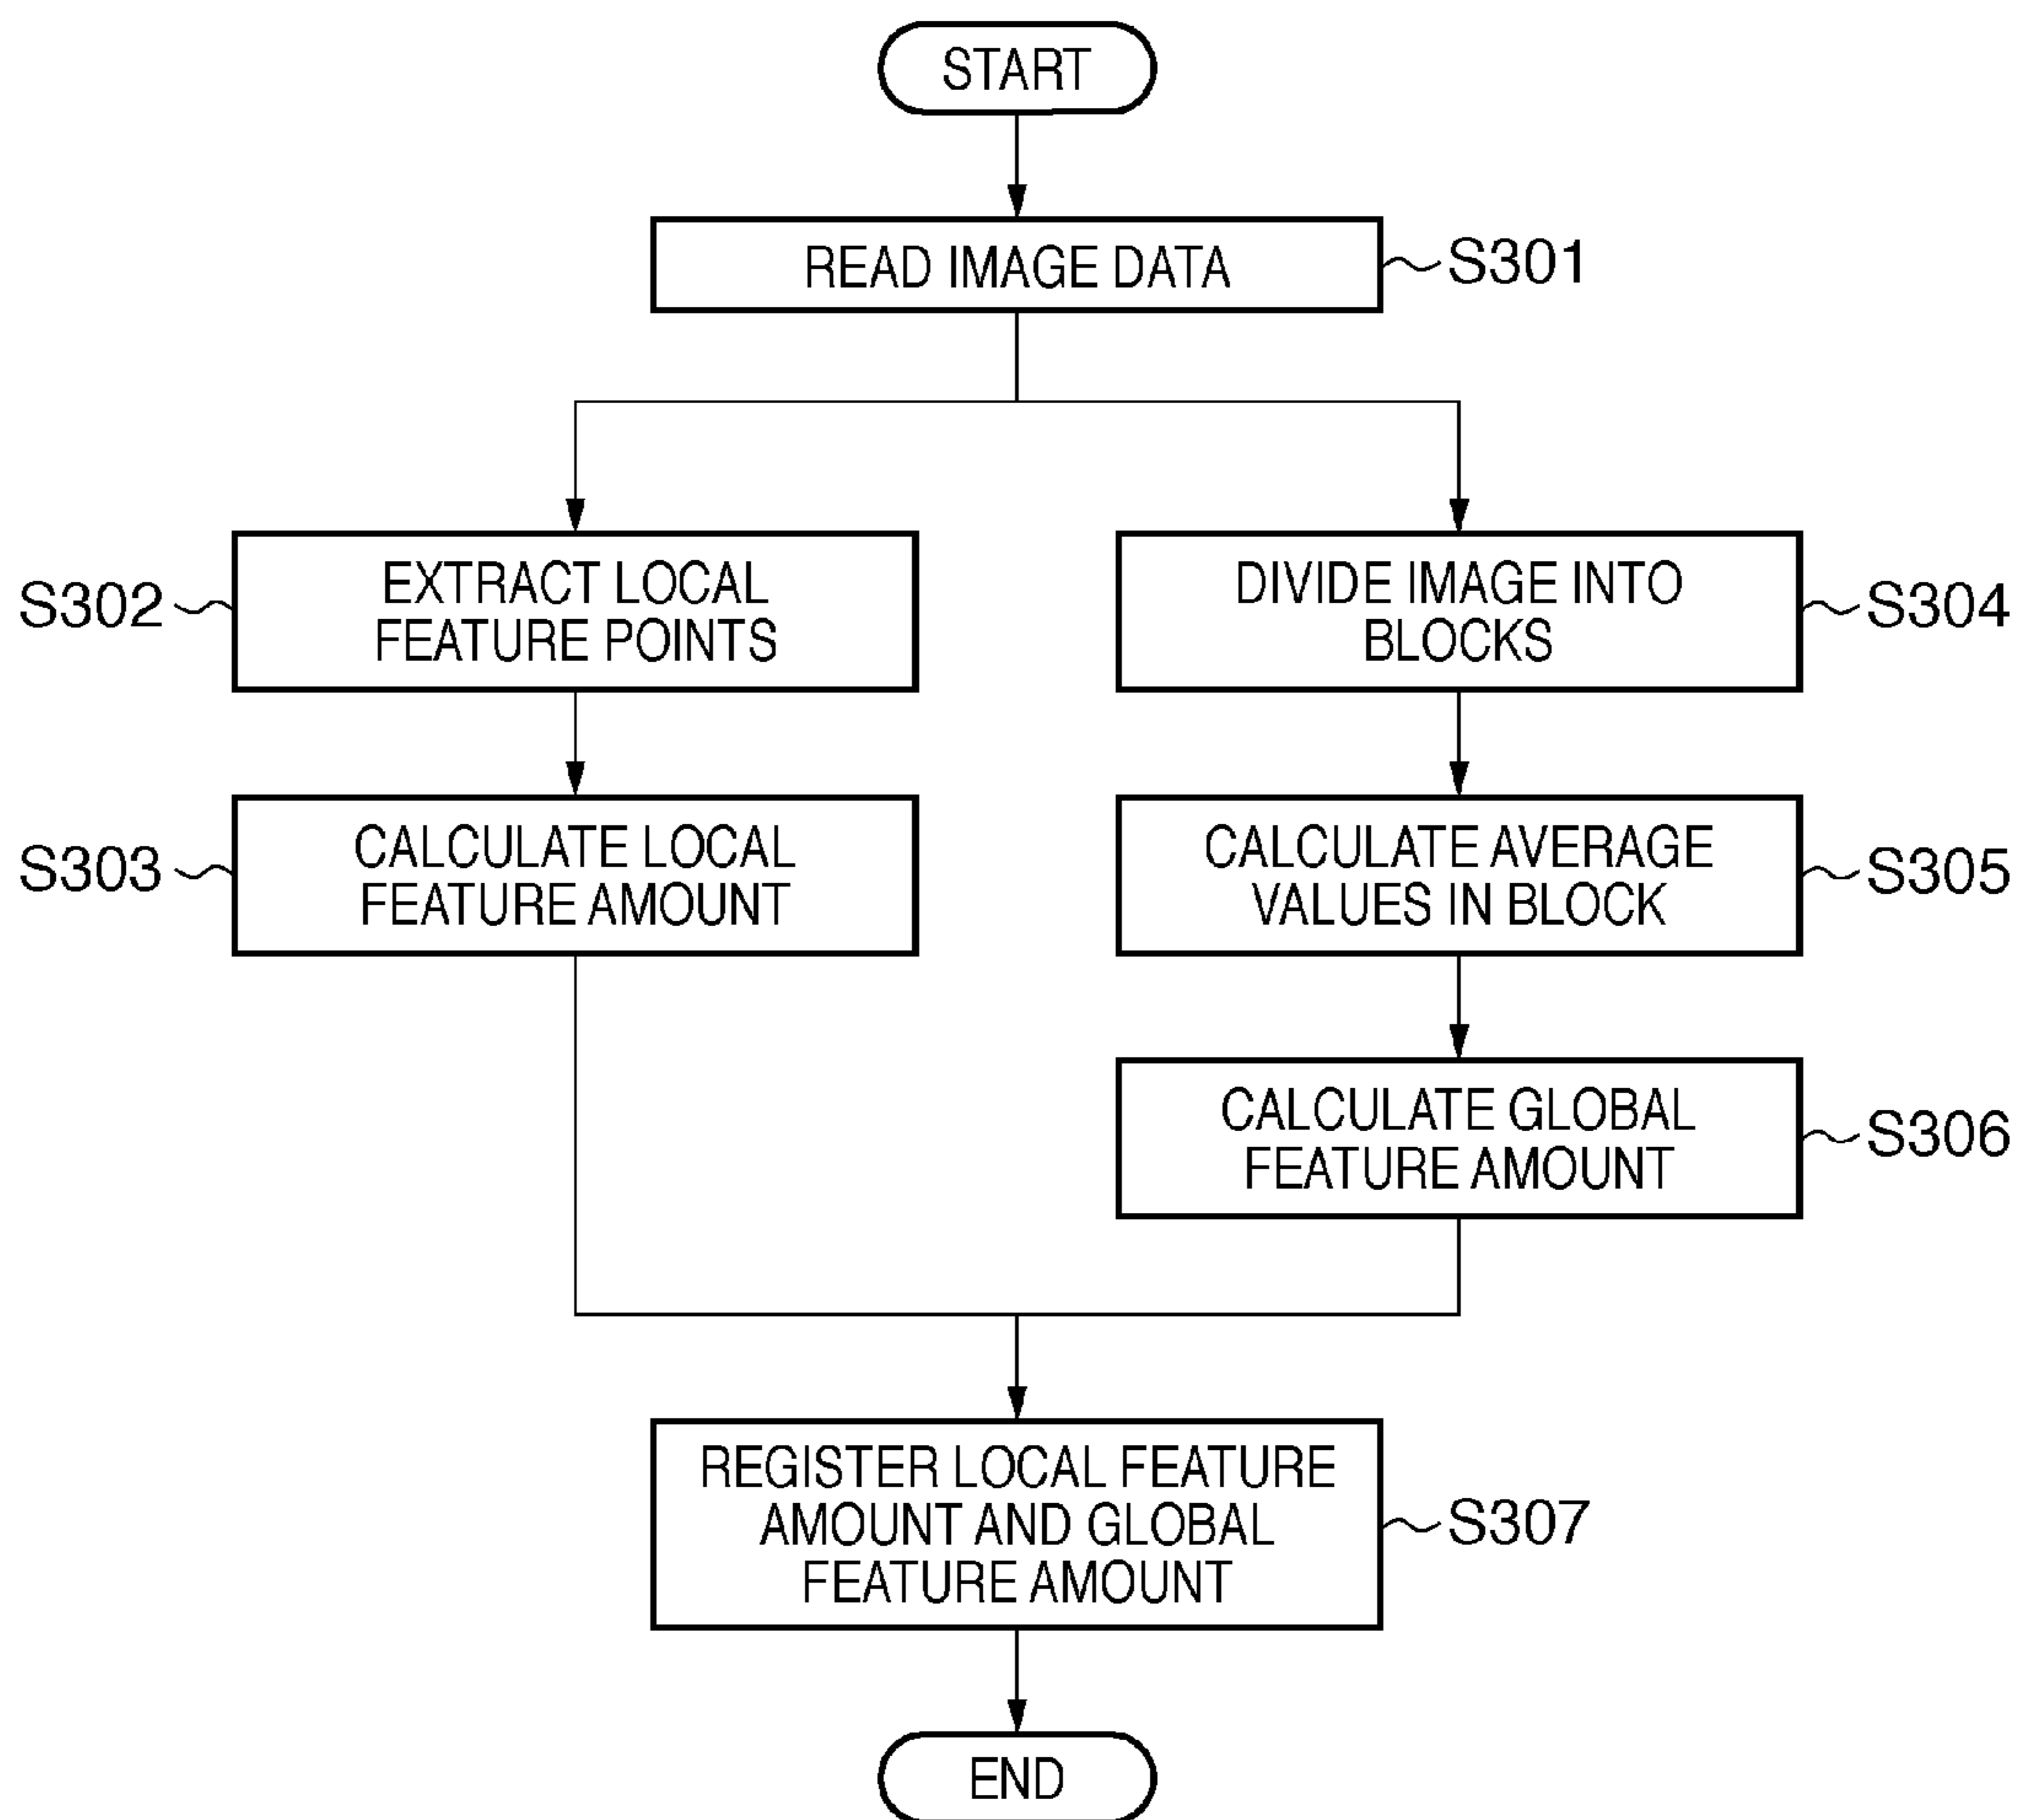 START
READ IMAGE DATA
S301
S302
EXTRACT LOCAL
FEATURE POINTS
DIVIDE IMAGE INTO
BLOCKS
S304
S303
CALCULATE LOCAL
FEATURE AMOUNT
CALCULATE AVERAGE
VALUES IN BLOCK
S305
CALCULATE GLOBAL
FEATURE AMOUNT
S306
REGISTER LOCAL FEATURE
AMOUNT AND GLOBAL
FEATURE AMOUNT
S307
END